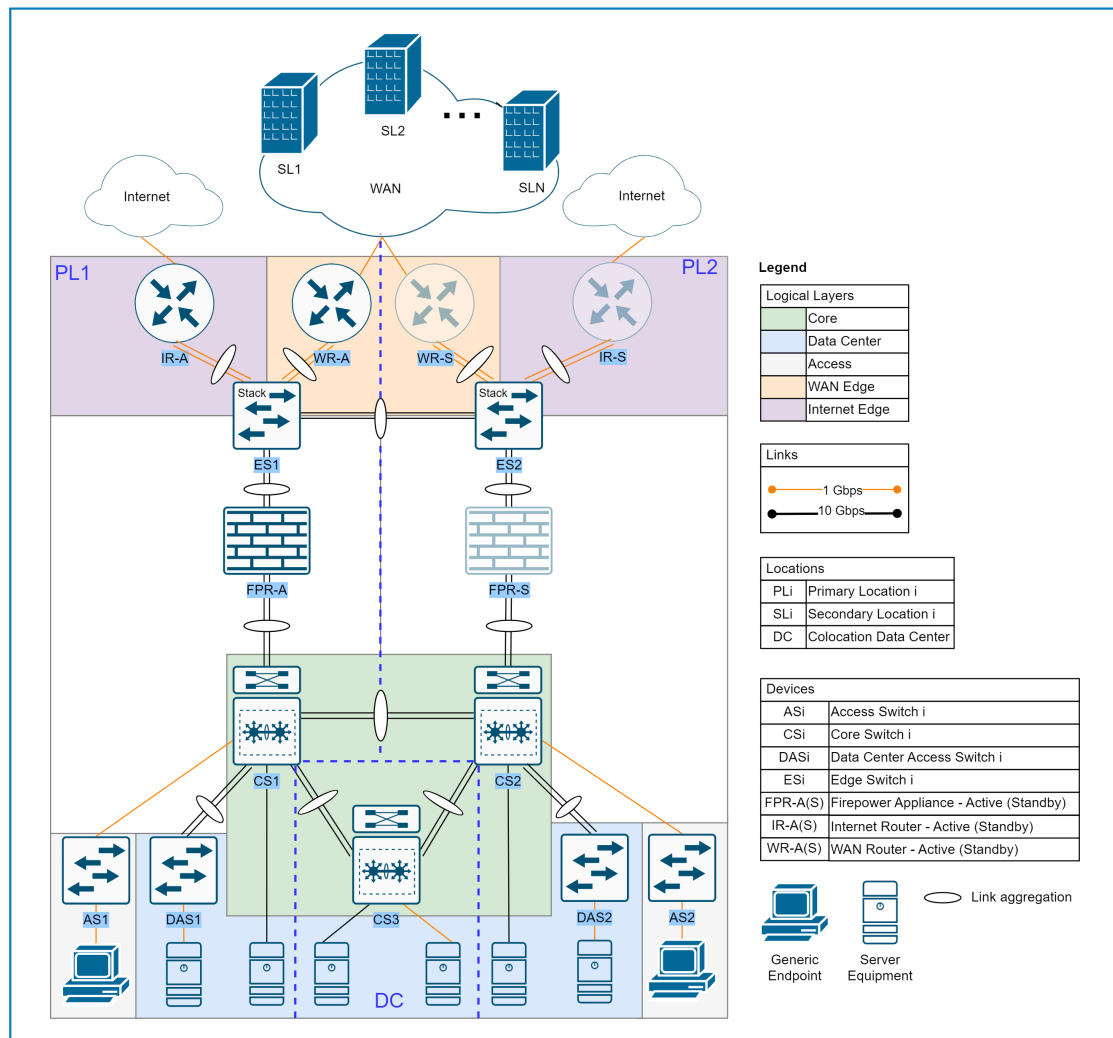 SL1
SL2
■ ■ ■
SLN
WAN
Internet
Internet
PL1
PL2
IR-A
WR-A
WR-S
IR-S
Stack
Stack
ES1
ES2
FPR-A
FPR-S
CS1
CS2
AS1
DAS1
CS3
DAS2
AS2
DC
Legend
Logical Layers
Core
Data Center
Access
WAN Edge
Internet Edge
Links
1 Gbps
10 Gbps
Locations
PLi Primary Location i
SLi Secondary Location i
DC Colocation Data Center
Devices
ASi Access Switch i
CSi Core Switch i
DASi Data Center Access Switch i
ESi Edge Switch i
FPR-A(S) Firepower Appliance - Active (Standby)
IR-A(S) Internet Router - Active (Standby)
WR-A(S) WAN Router - Active (Standby)
Link aggregation
Generic
Endpoint
Server
Equipment